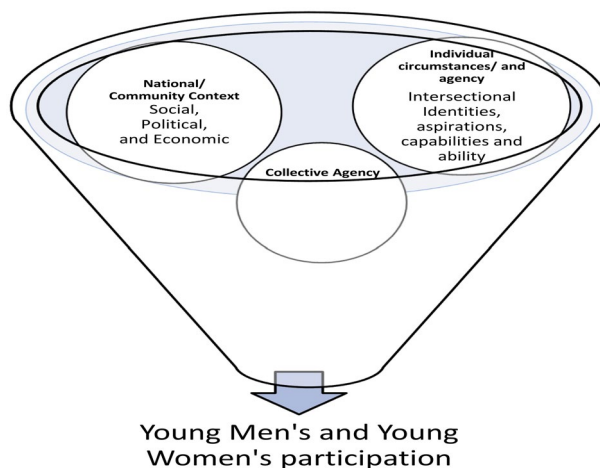 National/
Community Context
Social,
Political,
and Economic
Individual
circumstances/ and
agency
Intersectional
Identities,
aspirations,
capabilities and
ability
Collective Agency
Young Men's and Young
Women's participation